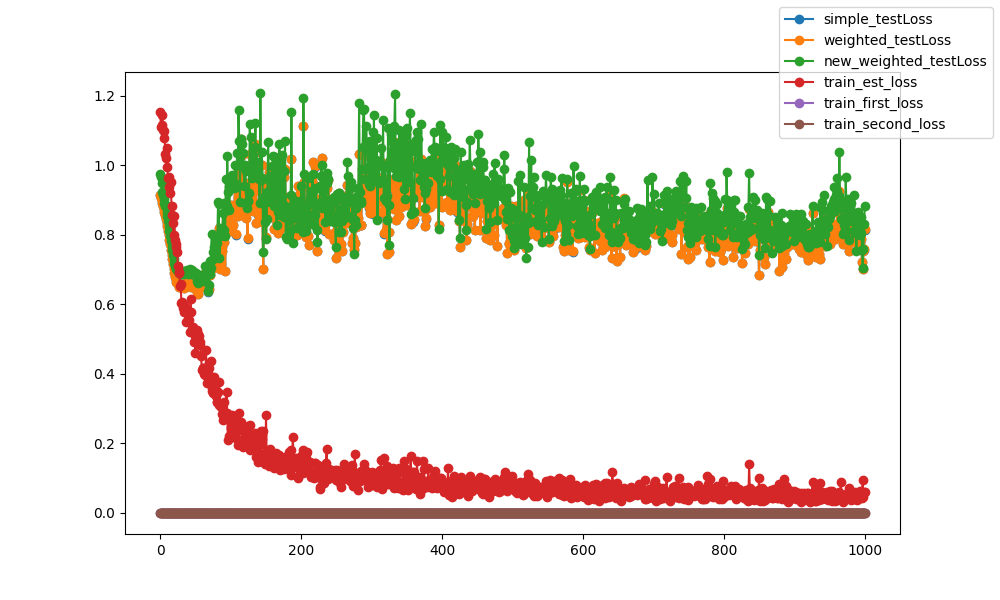 simple_testLoss
weighted_testLoss
new_weighted_testLoss
train_est_loss
train_first_loss
train_second_loss
1.2
1.0
0.8
0.6
0.4
0.2
0.0
0 200 400 600 800 1000